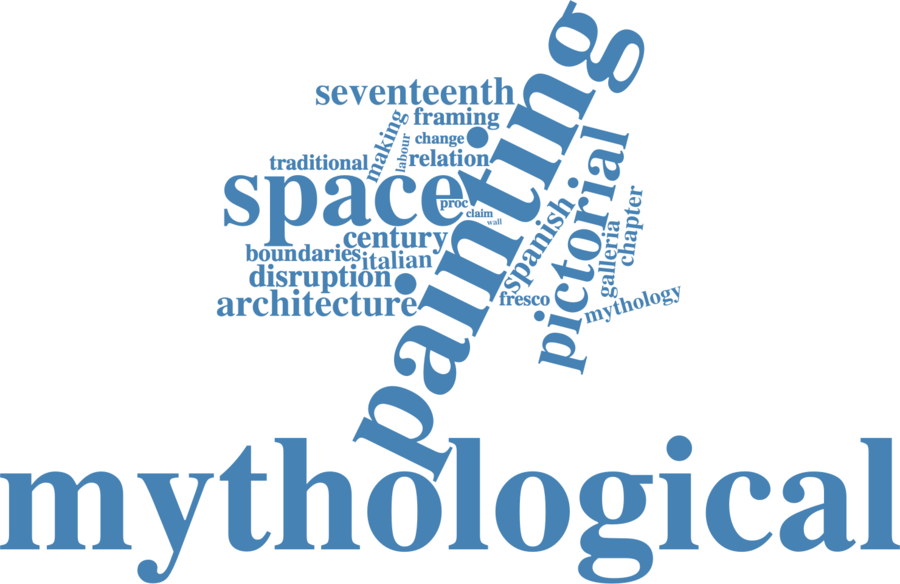 seventeenth
framing
making
labour
change
relation
traditional
space
proc
claim
wall
century
boundaries
italian
disruption
architecture
painting
spanish
pictorial
galleria
chapter
fresco
mythology
mythological